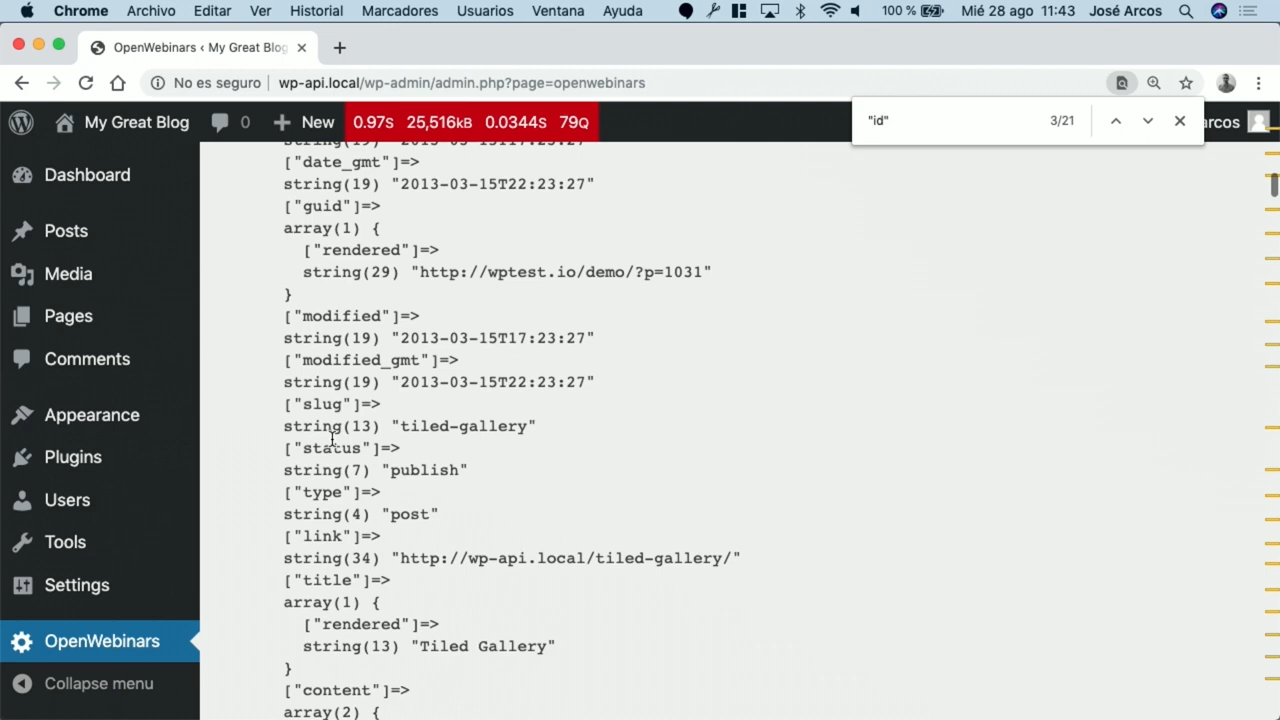 Chrome Archivo Editar Ver Historial Marcadores Usuarios Ventana Ayuda 100 % Mié 28 ago 11:43 José Arcos
OpenWebinars ‹ My Great Blog
No es seguro | wp-api.local/wp-admin/admin.php?page=openwebinars
My Great Blog 0 New 0.97S 25,516KB 0.0344S 79Q
"id" 3/21
arcos
Dashboard
Posts
Media
Pages
Comments
Appearance
Plugins
Users
Tools
Settings
OpenWebinars
Collapse menu
["date_gmt"]=>
string(19) "2013-03-15T22:23:27"
["guid"]=>
array(1) {
["rendered"]=>
string(29) "http://wptest.io/demo/?p=1031"
}
["modified"]=>
string(19) "2013-03-15T17:23:27"
["modified_gmt"]=>
string(19) "2013-03-15T22:23:27"
["slug"]=>
string(13) "tiled-gallery"
["status"]=>
string(7) "publish"
["type"]=>
string(4) "post"
["link"]=>
string(34) "http://wp-api.local/tiled-gallery/"
["title"]=>
array(1) {
["rendered"]=>
string(13) "Tiled Gallery"
}
["content"]=>
array(2) {